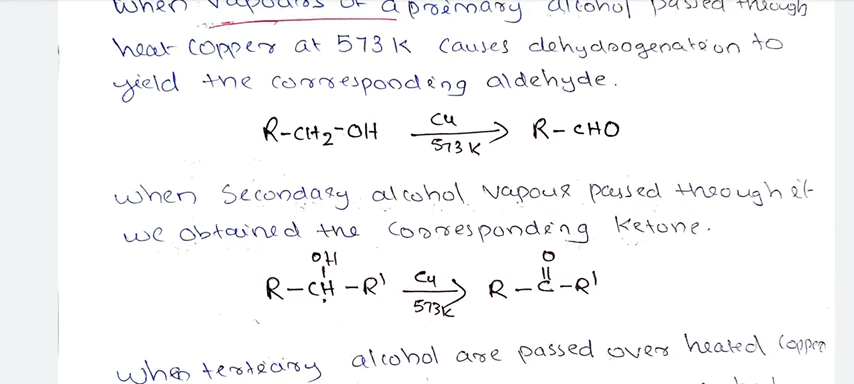 when vapours of a primary alcohol passed through
heat copper at 573 K causes dehydrogenation to
yield the corresponding aldehyde.
R-CH2-OH Cu 573 K → R-CHO
when Secondary alcohol vapour passed through it
we obtained the Corresponding Ketone.
OH O
R-CH-R' Cu 573K → R-C-R'
when terteary alcohol are passed over heated Copper